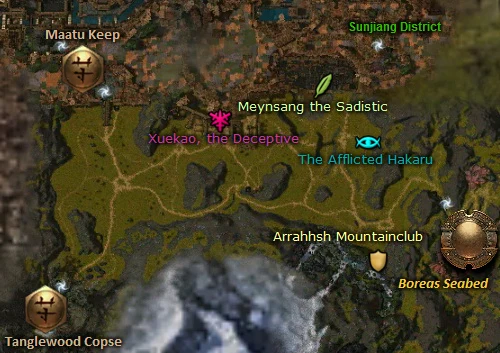 Maatu Keep
Sunjiang District
Meynsang the Sadistic
Xuekao, the Deceptive
The Afflicted Hakaru
Arrahhsh Mountainclub
Boreas Seabed
Tanglewood Copse